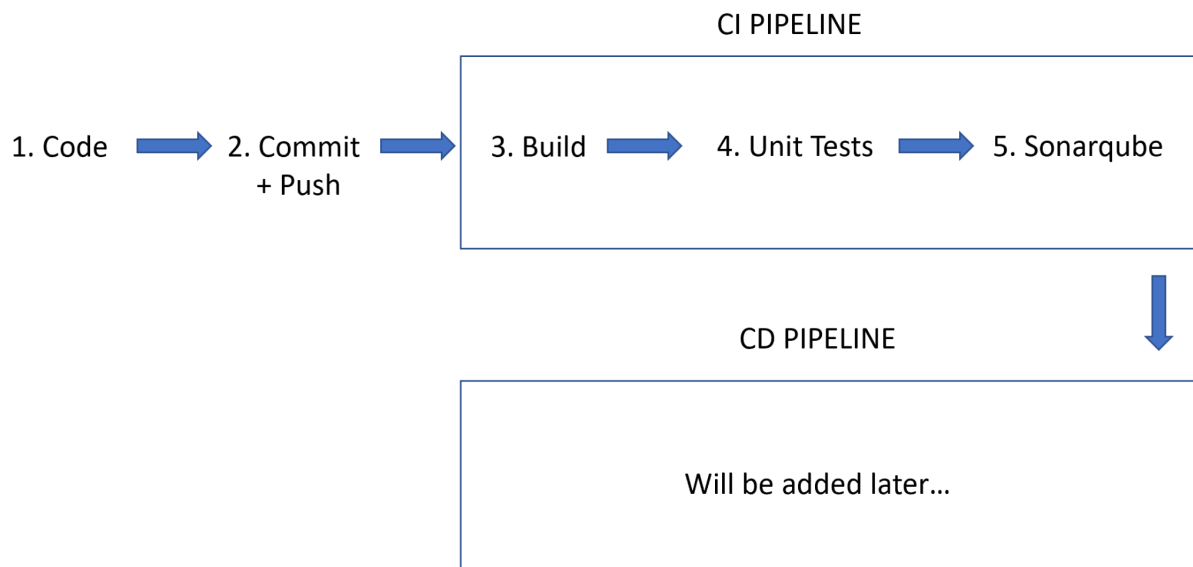 CI PIPELINE
1. Code
2. Commit
+ Push
3. Build
4. Unit Tests
5. Sonarqube
CD PIPELINE
Will be added later…